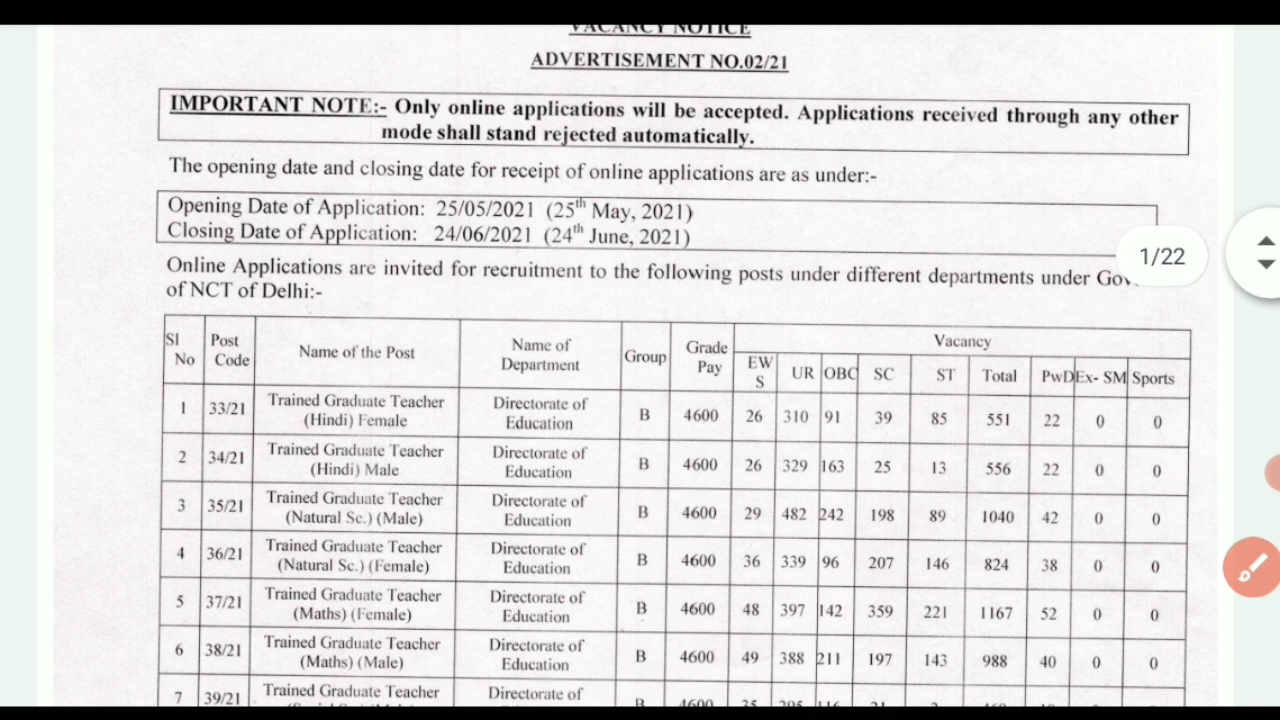 VACANCY NOTICE
ADVERTISEMENT NO.02/21
IMPORTANT NOTE:- Only online applications will be accepted. Applications received through any other
mode shall stand rejected automatically.
The opening date and closing date for receipt of online applications are as under:-
Opening Date of Application: 25/05/2021 (25th May, 2021)
Closing Date of Application: 24/06/2021 (24th June, 2021)
1/22
Online Applications are invited for recruitment to the following posts under different departments under
of NCT of Delhi:-
Sl No Post Code Name of the Post Name of Department Group Grade Pay Vacancy
EWS UR OBC SC ST Total PwD Ex- SM Sports
1 33/21 Trained Graduate Teacher (Hindi) Female Directorate of Education B 4600 26 310 91 39 85 551 22 0 0
2 34/21 Trained Graduate Teacher (Hindi) Male Directorate of Education B 4600 26 329 163 25 13 556 22 0 0
3 35/21 Trained Graduate Teacher (Natural Sc.) (Male) Directorate of Education B 4600 29 482 242 198 89 1040 42 0 0
4 36/21 Trained Graduate Teacher (Natural Sc.) (Female) Directorate of Education B 4600 36 339 96 207 146 824 38 0 0
5 37/21 Trained Graduate Teacher (Maths) (Female) Directorate of Education B 4600 48 397 142 359 221 1167 52 0 0
6 38/21 Trained Graduate Teacher (Maths) (Male) Directorate of Education B 4600 49 388 211 197 143 988 40 0 0
7 39/21 Trained Graduate Teacher Directorate of B 4600